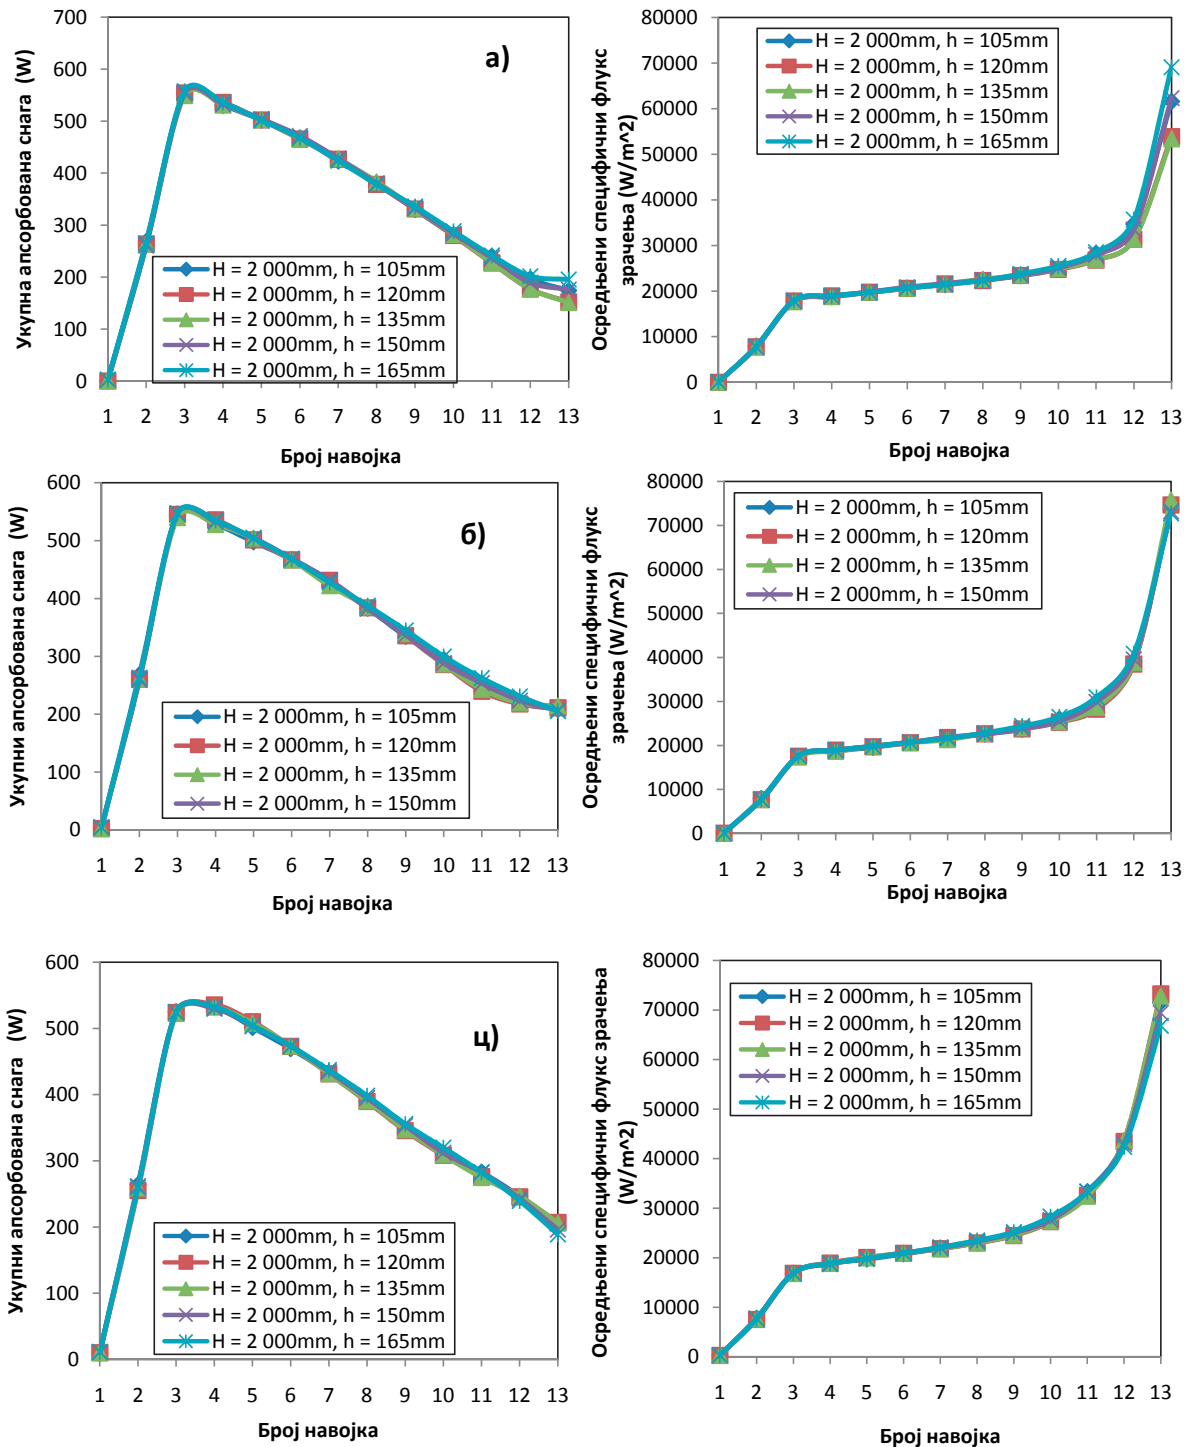 Укупна апсорбована снага (W)
700
600
500
400
300
200
100
0
а)
H = 2 000mm, h = 105mm
H = 2 000mm, h = 120mm
H = 2 000mm, h = 135mm
H = 2 000mm, h = 150mm
H = 2 000mm, h = 165mm
1 2 3 4 5 6 7 8 9 10 11 12 13
Број навојка
Осредњени специфични флукс
зрачења (W/m^2)
80000
70000
60000
50000
40000
30000
20000
10000
0
H = 2 000mm, h = 105mm
H = 2 000mm, h = 120mm
H = 2 000mm, h = 135mm
H = 2 000mm, h = 150mm
H = 2 000mm, h = 165mm
1 2 3 4 5 6 7 8 9 10 11 12 13
Број навојка
Укупни апсорбована снага (W)
600
500
400
300
200
100
0
б)
H = 2 000mm, h = 105mm
H = 2 000mm, h = 120mm
H = 2 000mm, h = 135mm
H = 2 000mm, h = 150mm
1 2 3 4 5 6 7 8 9 10 11 12 13
Број навојка
Осредњени специфични флукс
зрачења (W/m^2)
80000
70000
60000
50000
40000
30000
20000
10000
0
H = 2 000mm, h = 105mm
H = 2 000mm, h = 120mm
H = 2 000mm, h = 135mm
H = 2 000mm, h = 150mm
1 2 3 4 5 6 7 8 9 10 11 12 13
Број навојка
Укупни апсорбована снага (W)
600
500
400
300
200
100
0
ц)
H = 2 000mm, h = 105mm
H = 2 000mm, h = 120mm
H = 2 000mm, h = 135mm
H = 2 000mm, h = 150mm
H = 2 000mm, h = 165mm
1 2 3 4 5 6 7 8 9 10 11 12 13
Број навојка
Осредњени специфични флукс зрачења
(W/m^2)
80000
70000
60000
50000
40000
30000
20000
10000
0
H = 2 000mm, h = 105mm
H = 2 000mm, h = 120mm
H = 2 000mm, h = 135mm
H = 2 000mm, h = 150mm
H = 2 000mm, h = 165mm
1 2 3 4 5 6 7 8 9 10 11 12 13
Број навојка